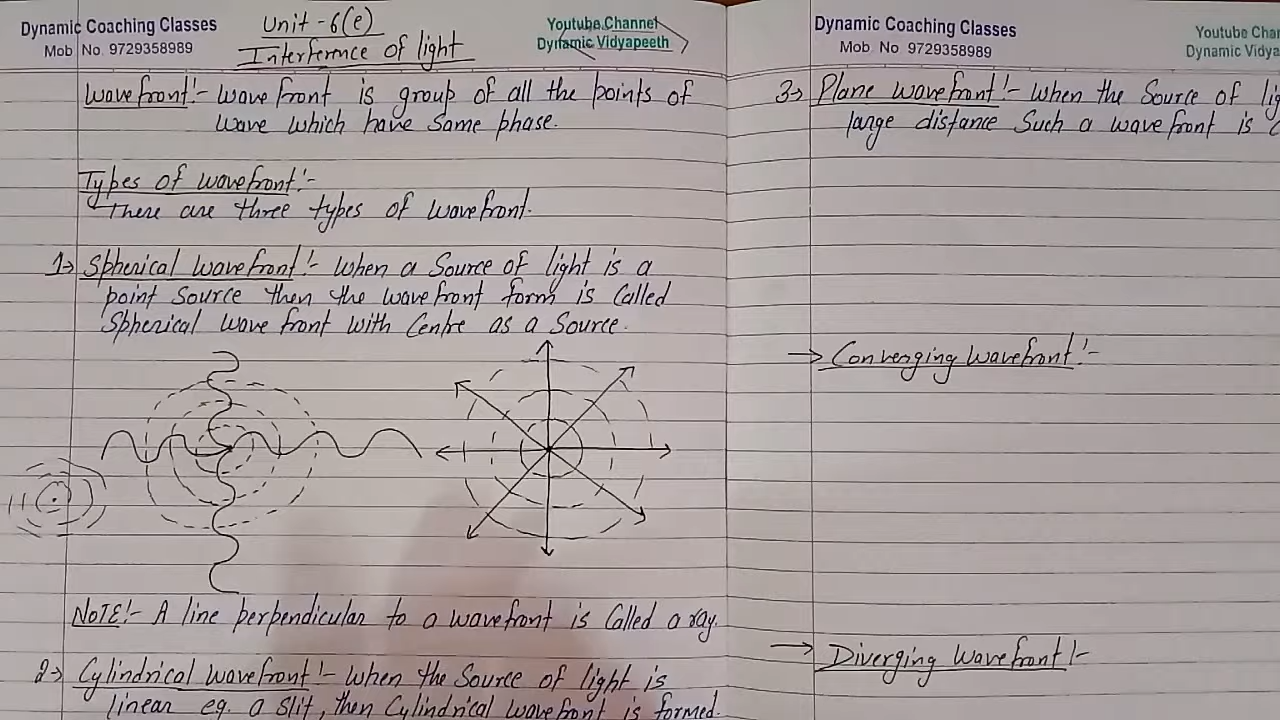 Dynamic Coaching Classes
Mob No. 9729358989
Unit-6(e)
Interference of light
Youtube Channel
Dynamic Vidyapeeth
Wavefront:- Wave front is group of all the points of
wave which have same phase.
Types of wavefront:-
There are three types of wavefront.
1→ Spherical wavefront:- When a Source of light is a
point Source then the wavefront form is Called
Spherical wave front with Centre as a Source.
NOTE:- A line perpendicular to a wavefront is Called a ray.
2→ Cylindrical wavefront:- When the Source of light is
linear eg. a slit, then Cylindrical wavefront is formed.
Dynamic Coaching Classes
Mob No. 9729358989
Youtube
Dynamic
3→ Plane wavefront:- When the Source of
large distance Such a wavefront is
→ Converging Wavefront:-
→ Diverging Wavefront:-